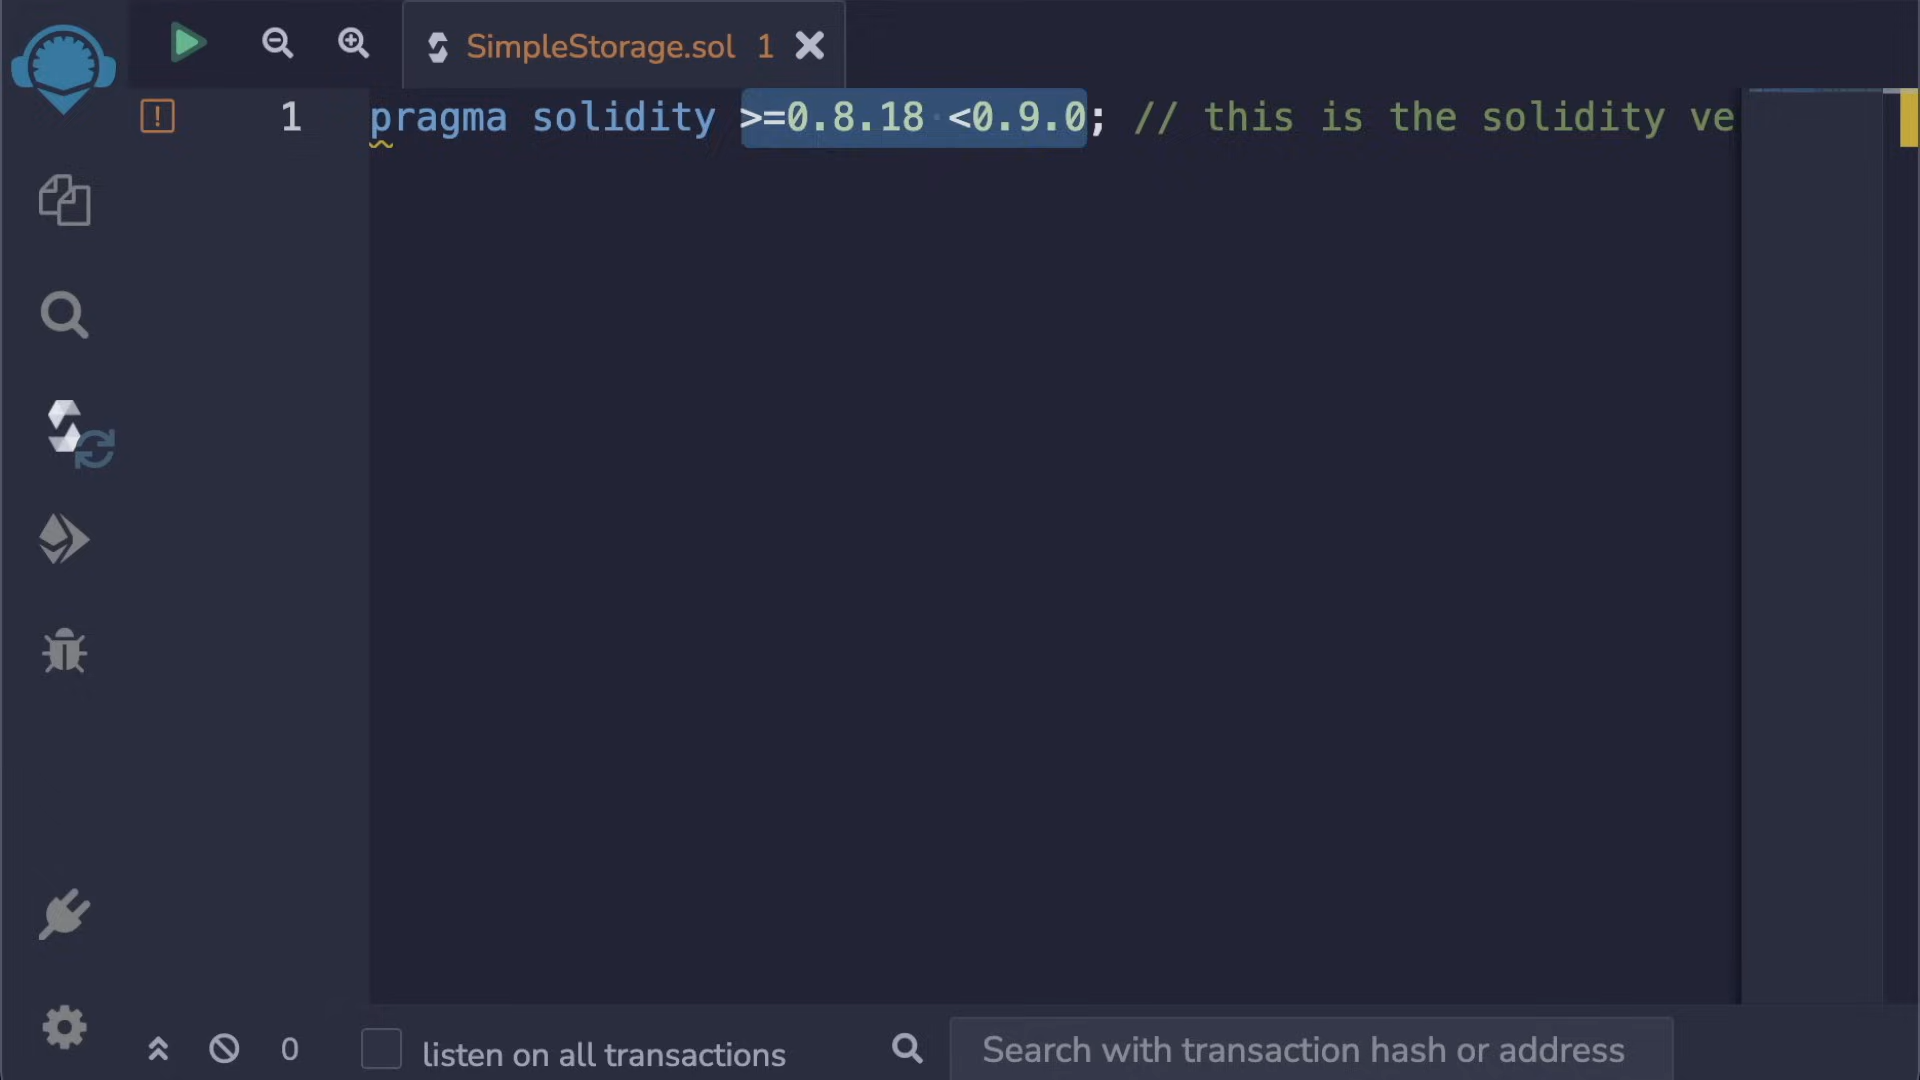 SimpleStorage.sol 1
1 pragma solidity >=0.8.18 <0.9.0; // this is the solidity ve
0 listen on all transactions Search with transaction hash or address